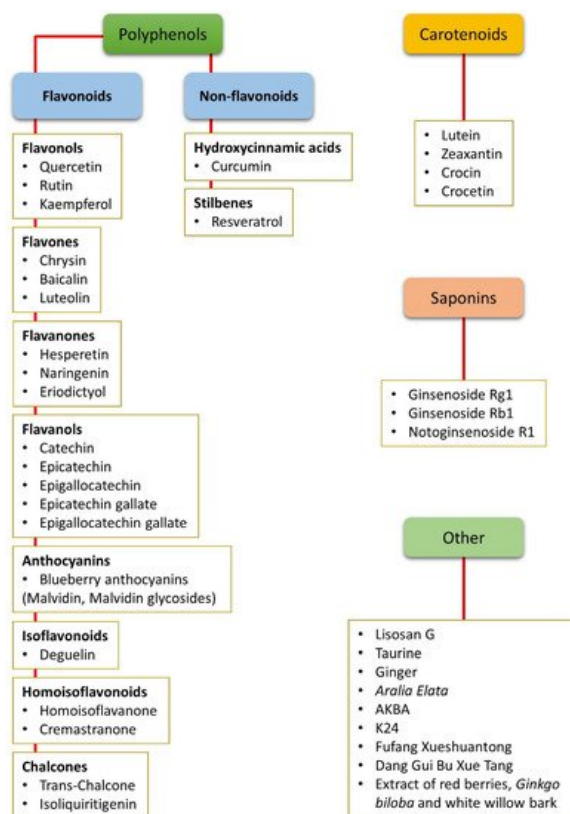 Polyphenols
Flavonoids
Non-flavonoids
Flavonols
• Quercetin
• Rutin
• Kaempferol
Flavones
• Chrysin
• Baicalin
• Luteolin
Flavanones
• Hesperetin
• Naringenin
• Eriodictyol
Flavanols
• Catechin
• Epicatechin
• Epigallocatechin
• Epicatechin gallate
• Epigallocatechin gallate
Anthocyanins
• Blueberry anthocyanins
(Malvidin, Malvidin glycosides)
Isoflavonoids
• Deguelin
Homoisoflavonoids
• Homoisoflavanone
• Cremastranone
Chalcones
• Trans-Chalcone
• Isoliquiritigenin
Hydroxycinnamic acids
• Curcumin
Stilbenes
• Resveratrol
Carotenoids
• Lutein
• Zeaxantin
• Crocin
• Crocetin
Saponins
• Ginsenoside Rg1
• Ginsenoside Rb1
• Notoginsenoside R1
Other
• Lisosan G
• Taurine
• Ginger
• Aralia Elata
• AKBA
• K24
• Fufang Xueshuantong
• Dang Gui Bu Xue Tang
• Extract of red berries, Ginkgo
biloba and white willow bark